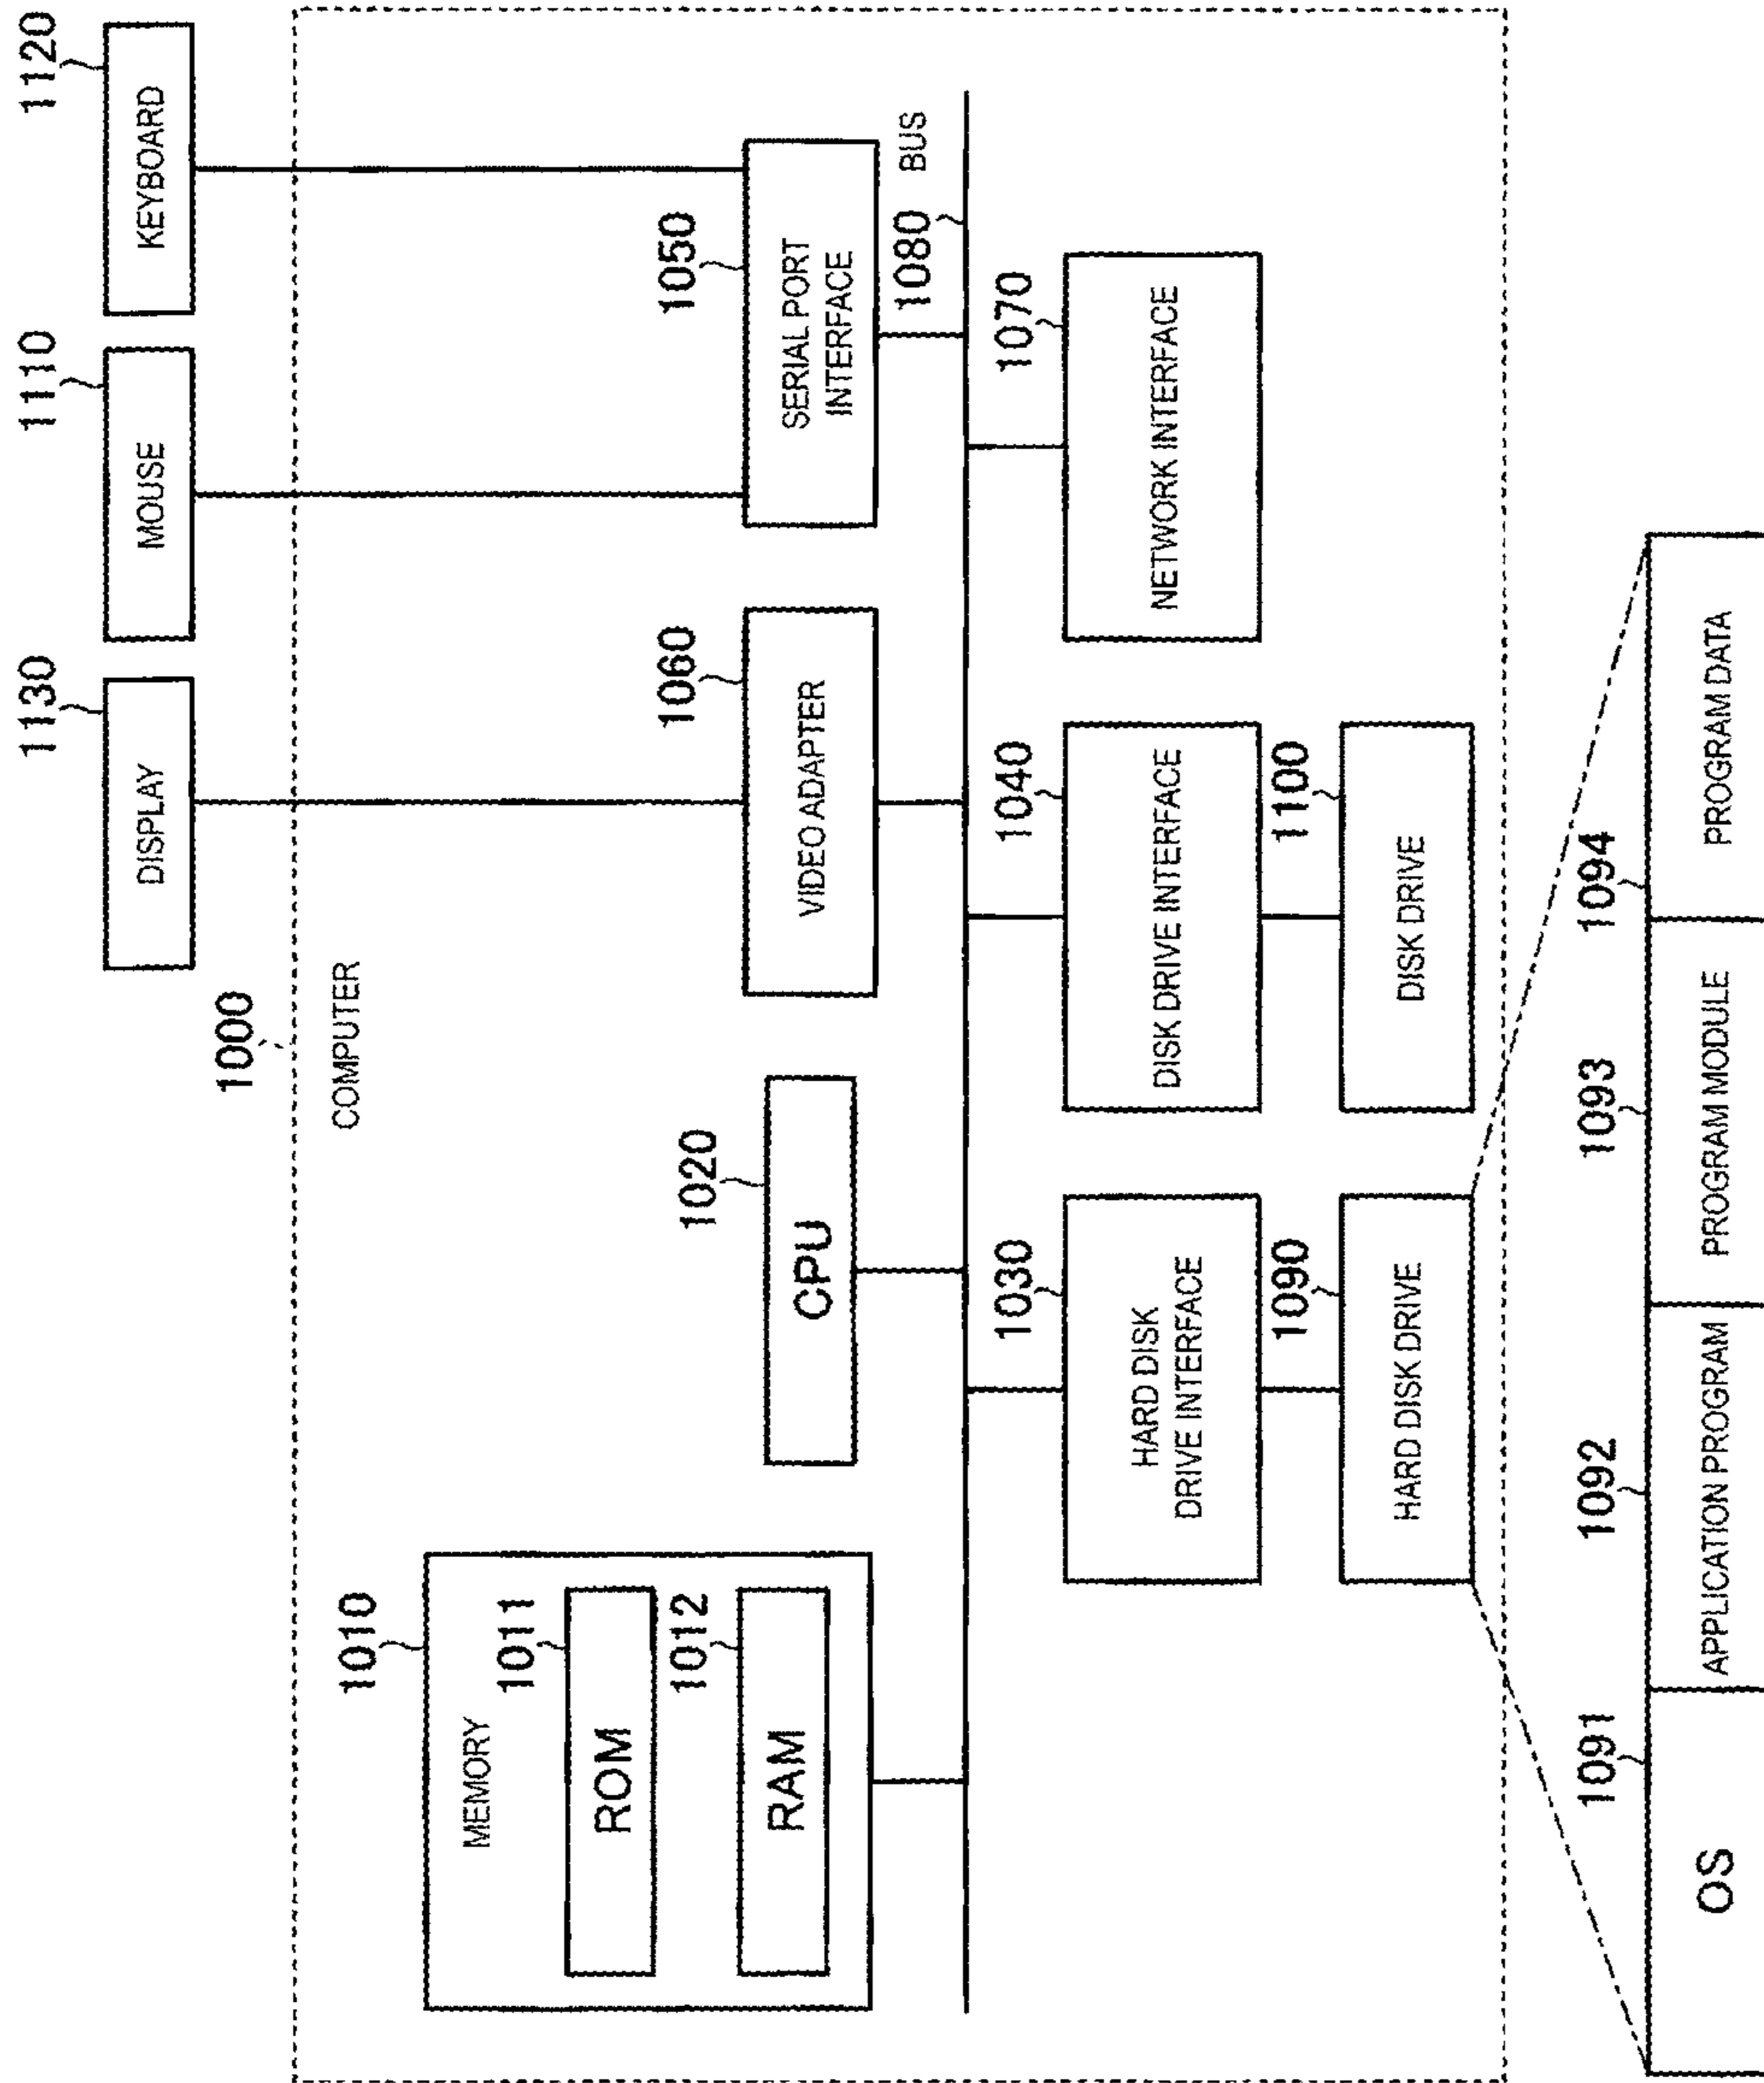 1130
1110
1120
DISPLAY
MOUSE
KEYBOARD
1000
COMPUTER
1010
MEMORY
1011
ROM
1012
RAM
1020
CPU
1060
VIDEO ADAPTER
1050
SERIAL PORT
INTERFACE
1080
BUS
1030
HARD DISK
DRIVE INTERFACE
1040
DISK DRIVE INTERFACE
1070
NETWORK INTERFACE
1090
HARD DISK DRIVE
1100
DISK DRIVE
1091
1092
1093
1094
OS
APPLICATION PROGRAM
PROGRAM MODULE
PROGRAM DATA